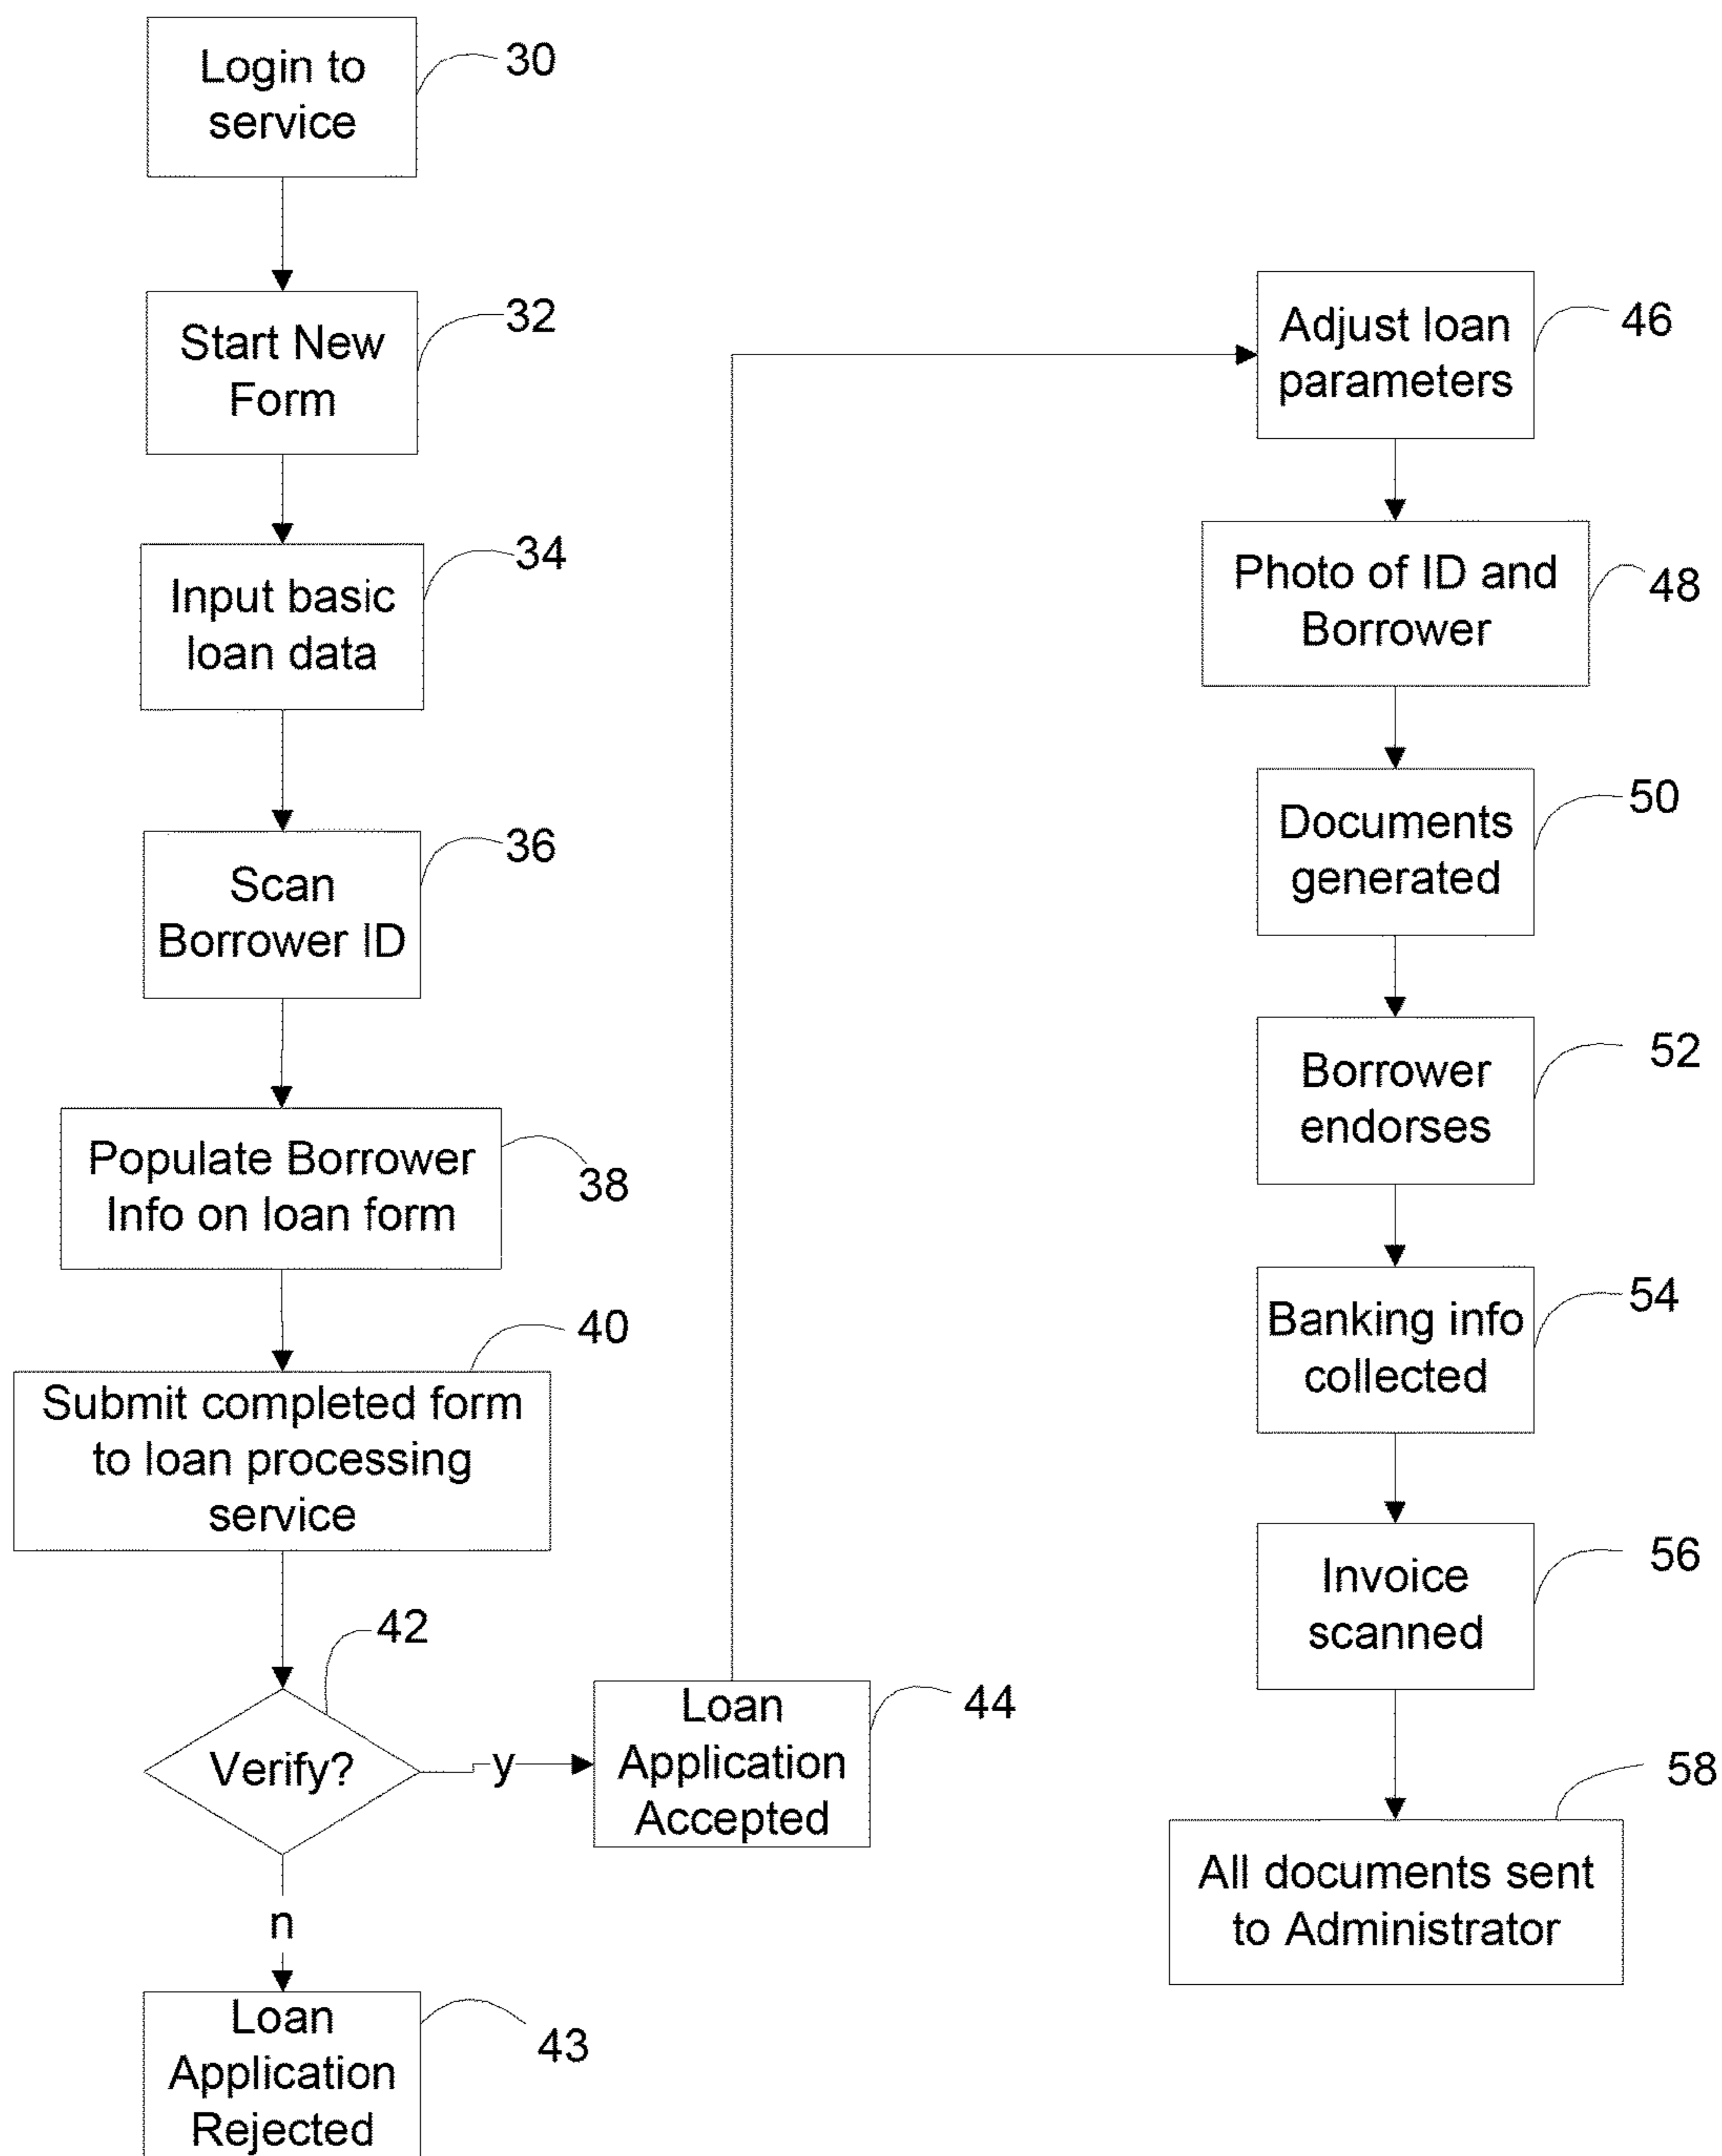 Login to
service
30
Start New
Form
32
Input basic
loan data
34
Scan
Borrower ID
36
Populate Borrower
Info on loan form
38
Submit completed form
to loan processing
service
40
Verify?
42
y
n
Loan
Application
Rejected
43
Loan
Application
Accepted
44
Adjust loan
parameters
46
Photo of ID and
Borrower
48
Documents
generated
50
Borrower
endorses
52
Banking info
collected
54
Invoice
scanned
56
All documents sent
to Administrator
58